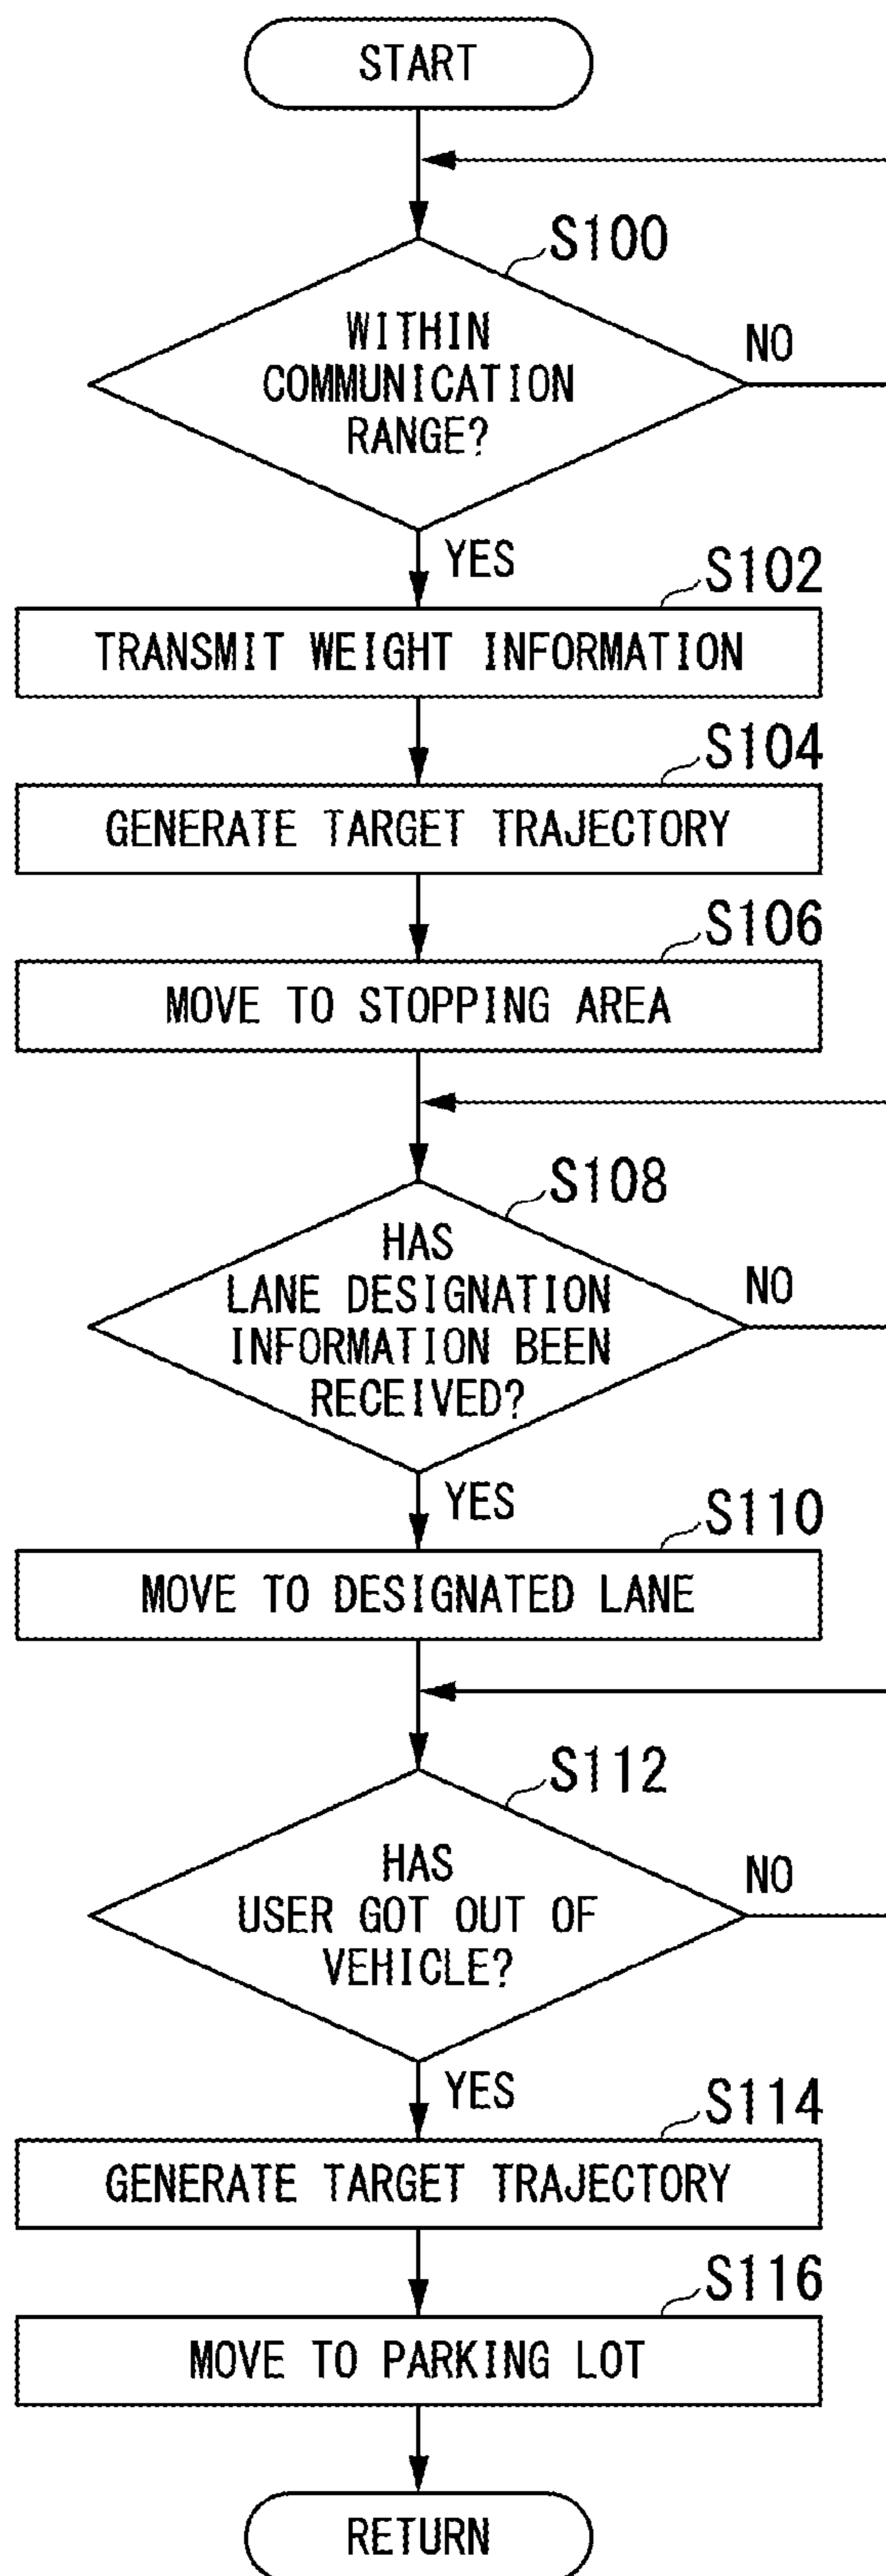 START
S100
WITHIN
COMMUNICATION
RANGE?
NO
YES
S102
TRANSMIT WEIGHT INFORMATION
S104
GENERATE TARGET TRAJECTORY
S106
MOVE TO STOPPING AREA
S108
HAS
LANE DESIGNATION
INFORMATION BEEN
RECEIVED?
NO
YES
S110
MOVE TO DESIGNATED LANE
S112
HAS
USER GOT OUT OF
VEHICLE?
NO
YES
S114
GENERATE TARGET TRAJECTORY
S116
MOVE TO PARKING LOT
RETURN